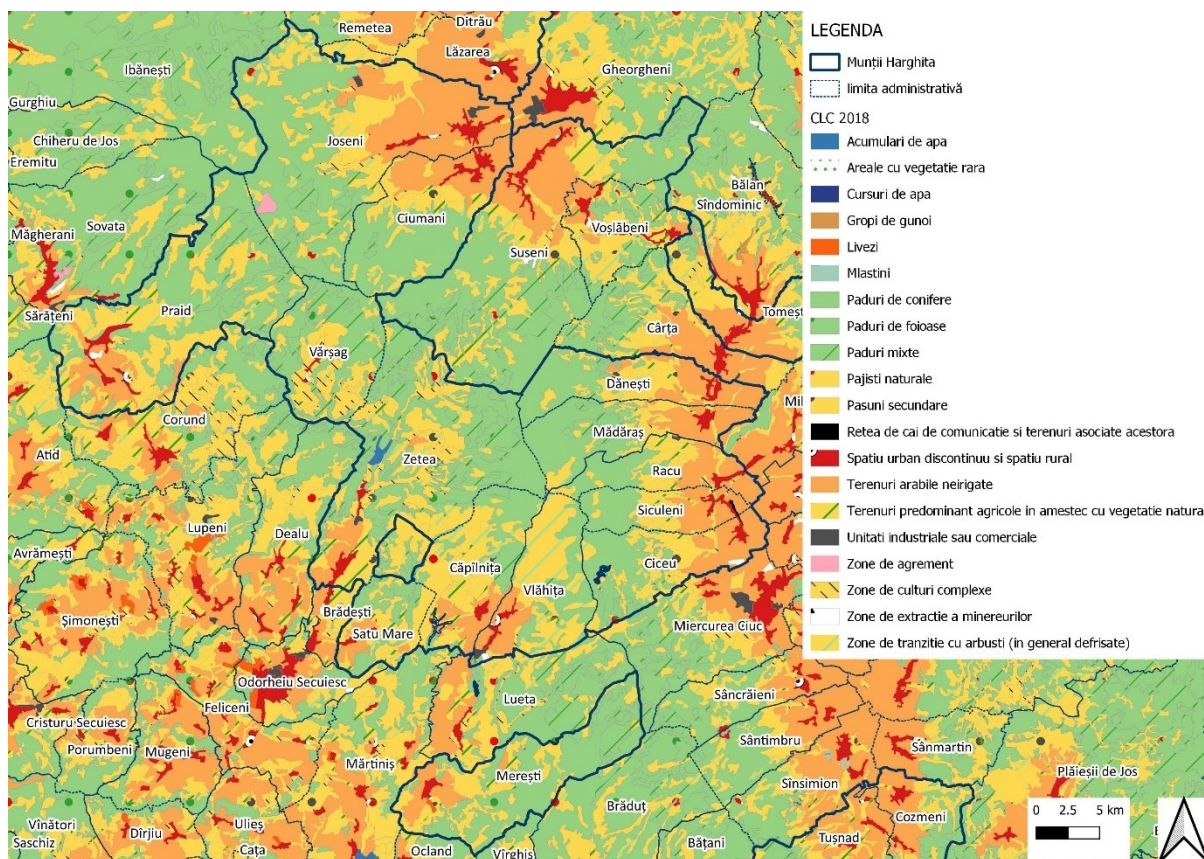 Remetea
Ditrău
Lăzarea
Ibănești
Gheorgheni
Gurghiu
Chiheru de Jos
Eremitu
Joseni
Bălan
Sîndominic
Sovata
Ciumani
Măgherani
Voșlăbeni
Suseni
Praid
Sărățeni
Tomeșt
Cârța
Vărșag
Dănești
Mil
Corund
Mădăraș
Atid
Zetea
Racu
Siculeni
Lupeni
Dealu
Avrămești
Căpîlnița
Ciceu
Vlăhița
Șimonești
Brădești
Miercurea Ciuc
Satu Mare
Odorheiu Secuiesc
Lueta
Sâncrăieni
Feliceni
Cristuru Secuiesc
Sântimbru
Porumbeni
Mugeni
Sânmartin
Mărtiniș
Merești
Sînsimion
Plăieșii de Jos
Brăduț
Cozmeni
Vînători
Dîrjiu
Ulieș
Saschiz
Cața
Ocland
Vîrghiș
Bățani
Tușnad
LEGENDA
Munții Harghita
limita administrativă
CLC 2018
Acumulari de apa
Areale cu vegetatie rara
Cursuri de apa
Gropi de gunoi
Livezi
Mlastini
Paduri de conifere
Paduri de foioase
Paduri mixte
Pajisti naturale
Pasuni secundare
Retea de cai de comunicatie si terenuri asociate acestora
Spatiu urban discontinuu si spatiu rural
Terenuri arabile neirigate
Terenuri predominant agricole in amestec cu vegetatie natura
Unitati industriale sau comerciale
Zone de agrement
Zone de culturi complexe
Zone de extractie a minereurilor
Zone de tranzitie cu arbusti (in general defrisate)
0 2.5 5 km